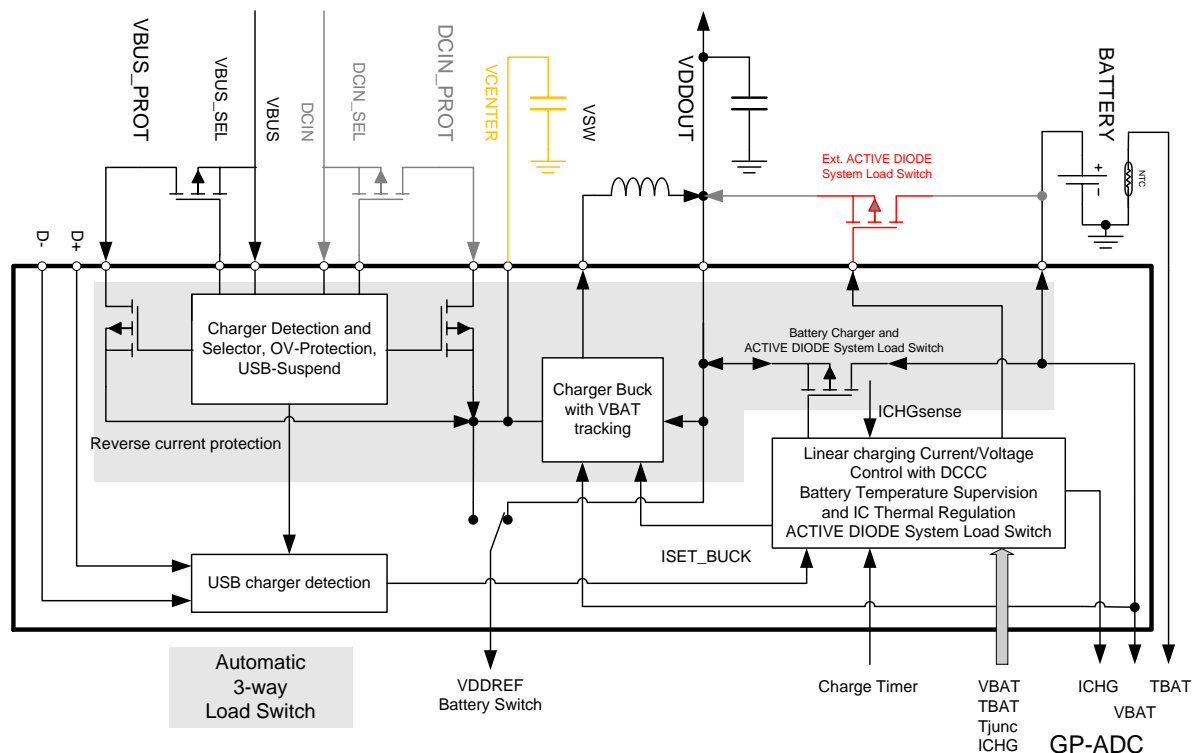 VBUS_PROT
VBUS_SEL
VBUS
DCIN
DCIN_SEL
DCIN_PROT
VCENTER
VSW
VDDOUT
BATTERY
NTC
+
−
Ext. ACTIVE DIODE
System Load Switch
D-
D+
Charger Detection and
Selector, OV-Protection,
USB-Suspend
Battery Charger and
ACTIVE DIODE System Load Switch
Charger Buck
with VBAT
tracking
ICHGsense
Reverse current protection
Linear charging Current/Voltage
Control with DCCC
Battery Temperature Supervision
and IC Thermal Regulation
ACTIVE DIODE System Load Switch
ISET_BUCK
USB charger detection
Automatic
3-way
Load Switch
VDDREF
Battery Switch
Charge Timer
VBAT
TBAT
Tjunc
ICHG
ICHG
VBAT
TBAT
GP-ADC